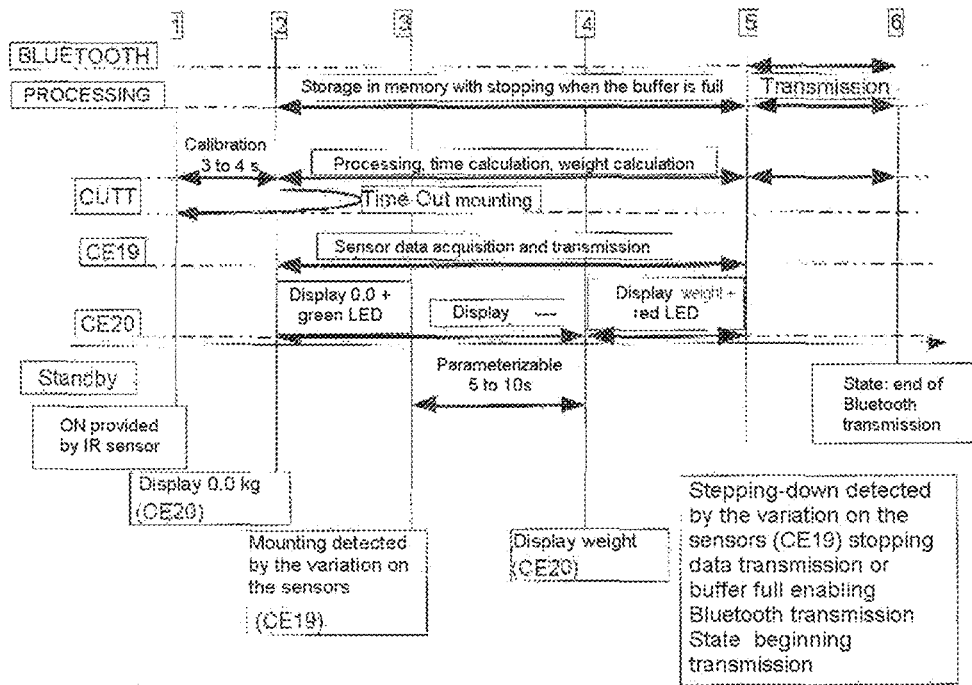 1 2 3 4 5 6
BLUETOOTH
PROCESSING
Storage in memory with stopping when the buffer is full
Transmission
Calibration
3 to 4 s
Processing, time calculation, weight calculation
CUTT
Time Out mounting
CE19
Sensor data acquisition and transmission
Display 0.0 +
green LED
Display ----
Display weight +
red LED
CE20
Standby
Parameterizable
5 to 10s
ON provided
by IR sensor
State: end of
Bluetooth
transmission
Display 0.0 kg
(CE20)
Mounting detected
by the variation on
the sensors
(CE19).
Display weight
(CE20)
Stepping-down detected
by the variation on the
sensors (CE19) stopping
data transmission or
buffer full enabling
Bluetooth transmission
State beginning
transmission